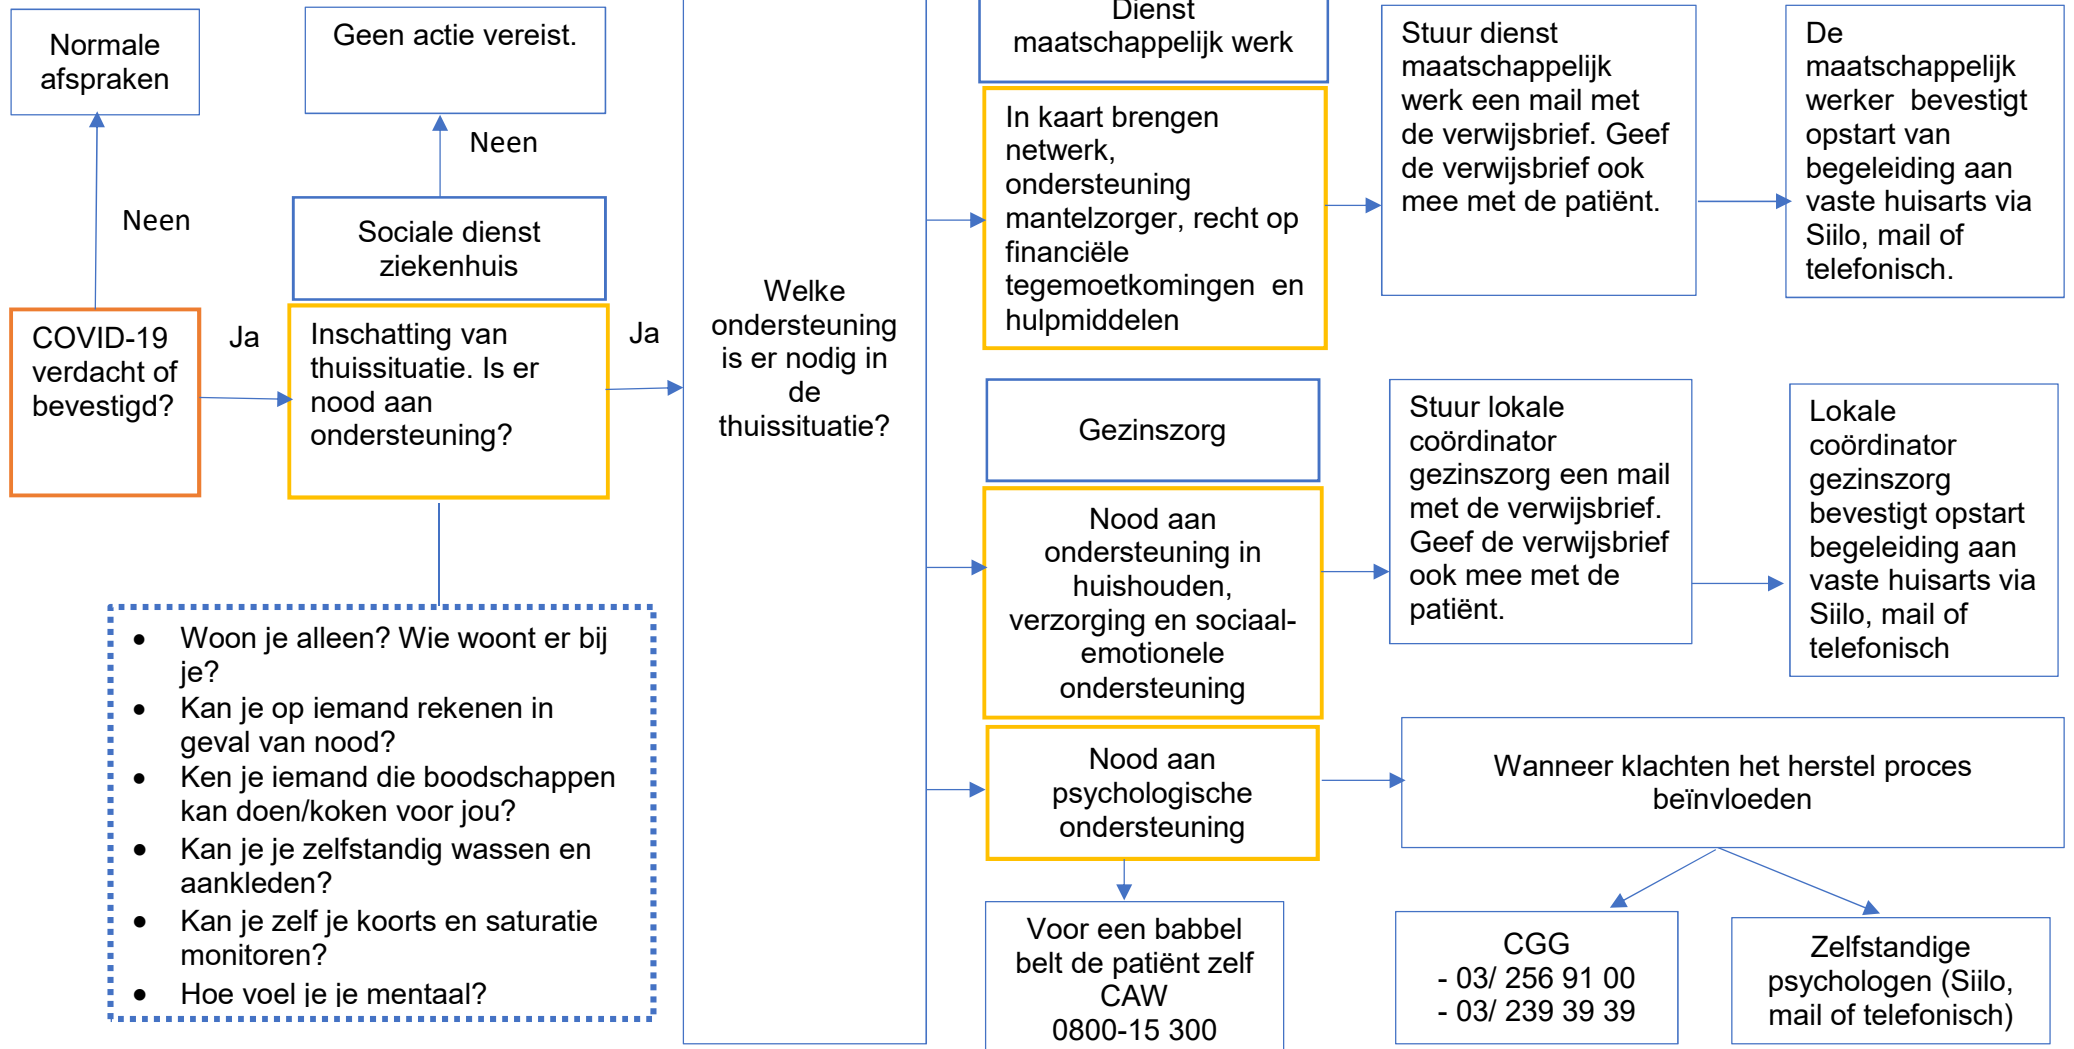 Normale
afspraken
Geen actie vereist.
Neen
Neen
Sociale dienst
ziekenhuis
COVID-19
verdacht of
bevestigd?
Ja
Inschatting van
thuissituatie. Is er
nood aan
ondersteuning?
Ja
• Woon je alleen? Wie woont er bij
je?
• Kan je op iemand rekenen in
geval van nood?
• Ken je iemand die boodschappen
kan doen/koken voor jou?
• Kan je je zelfstandig wassen en
aankleden?
• Kan je zelf je koorts en saturatie
monitoren?
• Hoe voel je je mentaal?
Welke
ondersteuning
is er nodig in
de
thuissituatie?
Dienst
maatschappelijk werk
In kaart brengen
netwerk,
ondersteuning
mantelzorger, recht op
financiële
tegemoetkomingen en
hulpmiddelen
Stuur dienst
maatschappelijk
werk een mail met
de verwijsbrief. Geef
de verwijsbrief ook
mee met de patiënt.
De
maatschappelijk
werker bevestigt
opstart van
begeleiding aan
vaste huisarts via
Siilo, mail of
telefonisch.
Gezinszorg
Nood aan
ondersteuning in
huishouden,
verzorging en sociaal-
emotionele
ondersteuning
Stuur lokale
coördinator
gezinszorg een mail
met de verwijsbrief.
Geef de verwijsbrief
ook mee met de
patiënt.
Lokale
coördinator
gezinszorg
bevestigt opstart
begeleiding aan
vaste huisarts via
Siilo, mail of
telefonisch
Nood aan
psychologische
ondersteuning
Wanneer klachten het herstel proces
beïnvloeden
Voor een babbel
belt de patiënt zelf
CAW
0800-15 300
CGG
- 03/ 256 91 00
- 03/ 239 39 39
Zelfstandige
psychologen (Siilo,
mail of telefonisch)